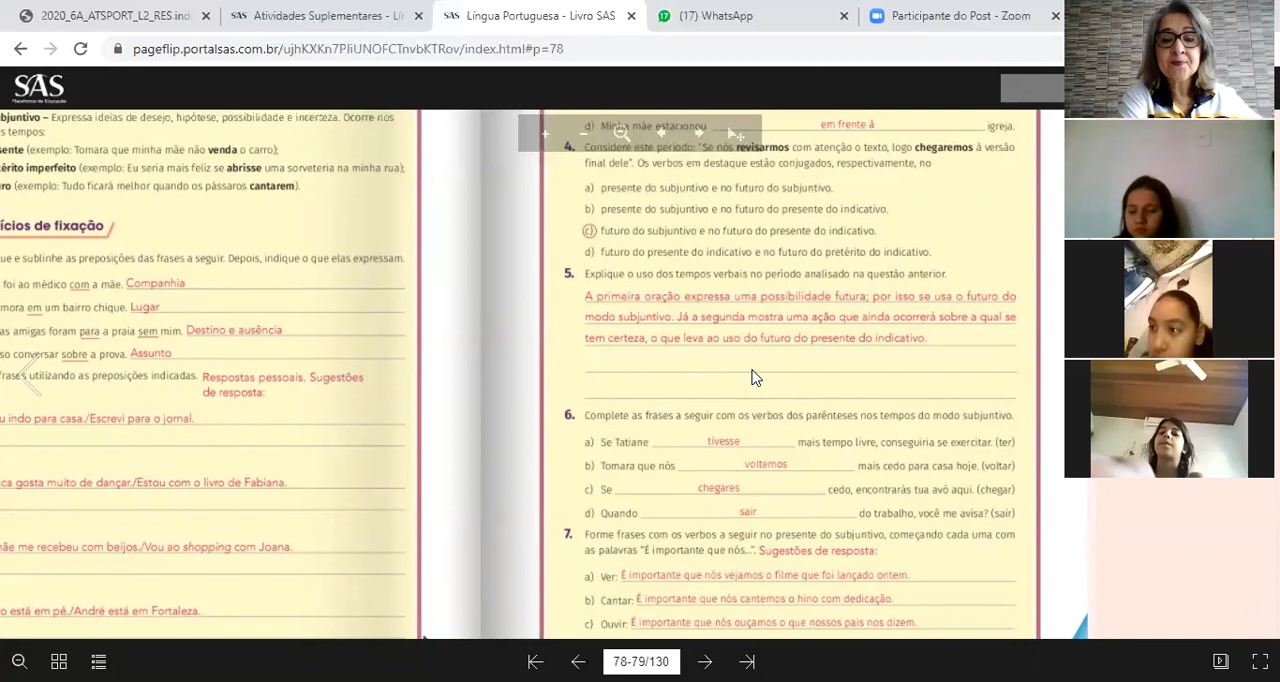 2020_6A_ATSPORT_L2_RES.ind
Atividades Suplementares - Lí
Língua Portuguesa - Livro SAS
(17) WhatsApp
Participante do Post - Zoom
pageflip.portalsas.com.br/ujhKXKn7PIiUNOFCTnvbKTRov/index.html#p=78
SAS
Plataforma de Educação
bjuntivo – Expressa ideias de desejo, hipótese, possibilidade e incerteza. Ocorre nos
s tempos:
sente (exemplo: Tomara que minha mãe não venda o carro);
térito imperfeito (exemplo: Eu seria mais feliz se abrisse uma sorveteria na minha rua);
ro (exemplo: Tudo ficará melhor quando os pássaros cantarem).
ícios de fixação
ue e sublinhe as preposições das frases a seguir. Depois, indique o que elas expressam.
foi ao médico com a mãe. Companhia
mora em um bairro chique. Lugar
as amigas foram para a praia sem mim. Destino e ausência
so conversar sobre a prova. Assunto
frases utilizando as preposições indicadas. Respostas pessoais. Sugestões
de resposta:
u indo para casa./Escrevi para o jornal.
ca gosta muito de dançar./Estou com o livro de Fabiana.
mãe me recebeu com beijos./Vou ao shopping com Joana.
o está em pé./André está em Fortaleza.
d) Minha mãe estacionou em frente à igreja.
4. Considere este período: "Se nós revisarmos com atenção o texto, logo chegaremos à versão
final dele". Os verbos em destaque estão conjugados, respectivamente, no
a) presente do subjuntivo e no futuro do subjuntivo.
b) presente do subjuntivo e no futuro do presente do indicativo.
c) futuro do subjuntivo e no futuro do presente do indicativo.
d) futuro do presente do indicativo e no futuro do pretérito do indicativo.
5. Explique o uso dos tempos verbais no período analisado na questão anterior.
A primeira oração expressa uma possibilidade futura; por isso se usa o futuro do
modo subjuntivo. Já a segunda mostra uma ação que ainda ocorrerá sobre a qual se
tem certeza, o que leva ao uso do futuro do presente do indicativo.
6. Complete as frases a seguir com os verbos dos parênteses nos tempos do modo subjuntivo.
a) Se Tatiane tivesse mais tempo livre, conseguiria se exercitar. (ter)
b) Tomara que nós voltemos mais cedo para casa hoje. (voltar)
c) Se chegares cedo, encontrarás tua avó aqui. (chegar)
d) Quando sair do trabalho, você me avisa? (sair)
7. Forme frases com os verbos a seguir no presente do subjuntivo, começando cada uma com
as palavras "É importante que nós...". Sugestões de resposta:
a) Ver: É importante que nós vejamos o filme que foi lançado ontem.
b) Cantar: É importante que nós cantemos o hino com dedicação.
c) Ouvir: É importante que nós ouçamos o que nossos pais nos dizem.
78-79/130